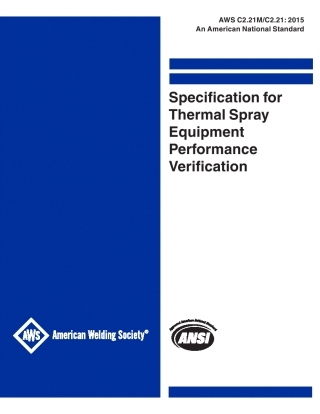 AWS C2.21M/C2.21: 2015
An American National Standard
Specification for
Thermal Spray
Equipment
Performance
Verification
AWS
American Welding Society®
ANSI